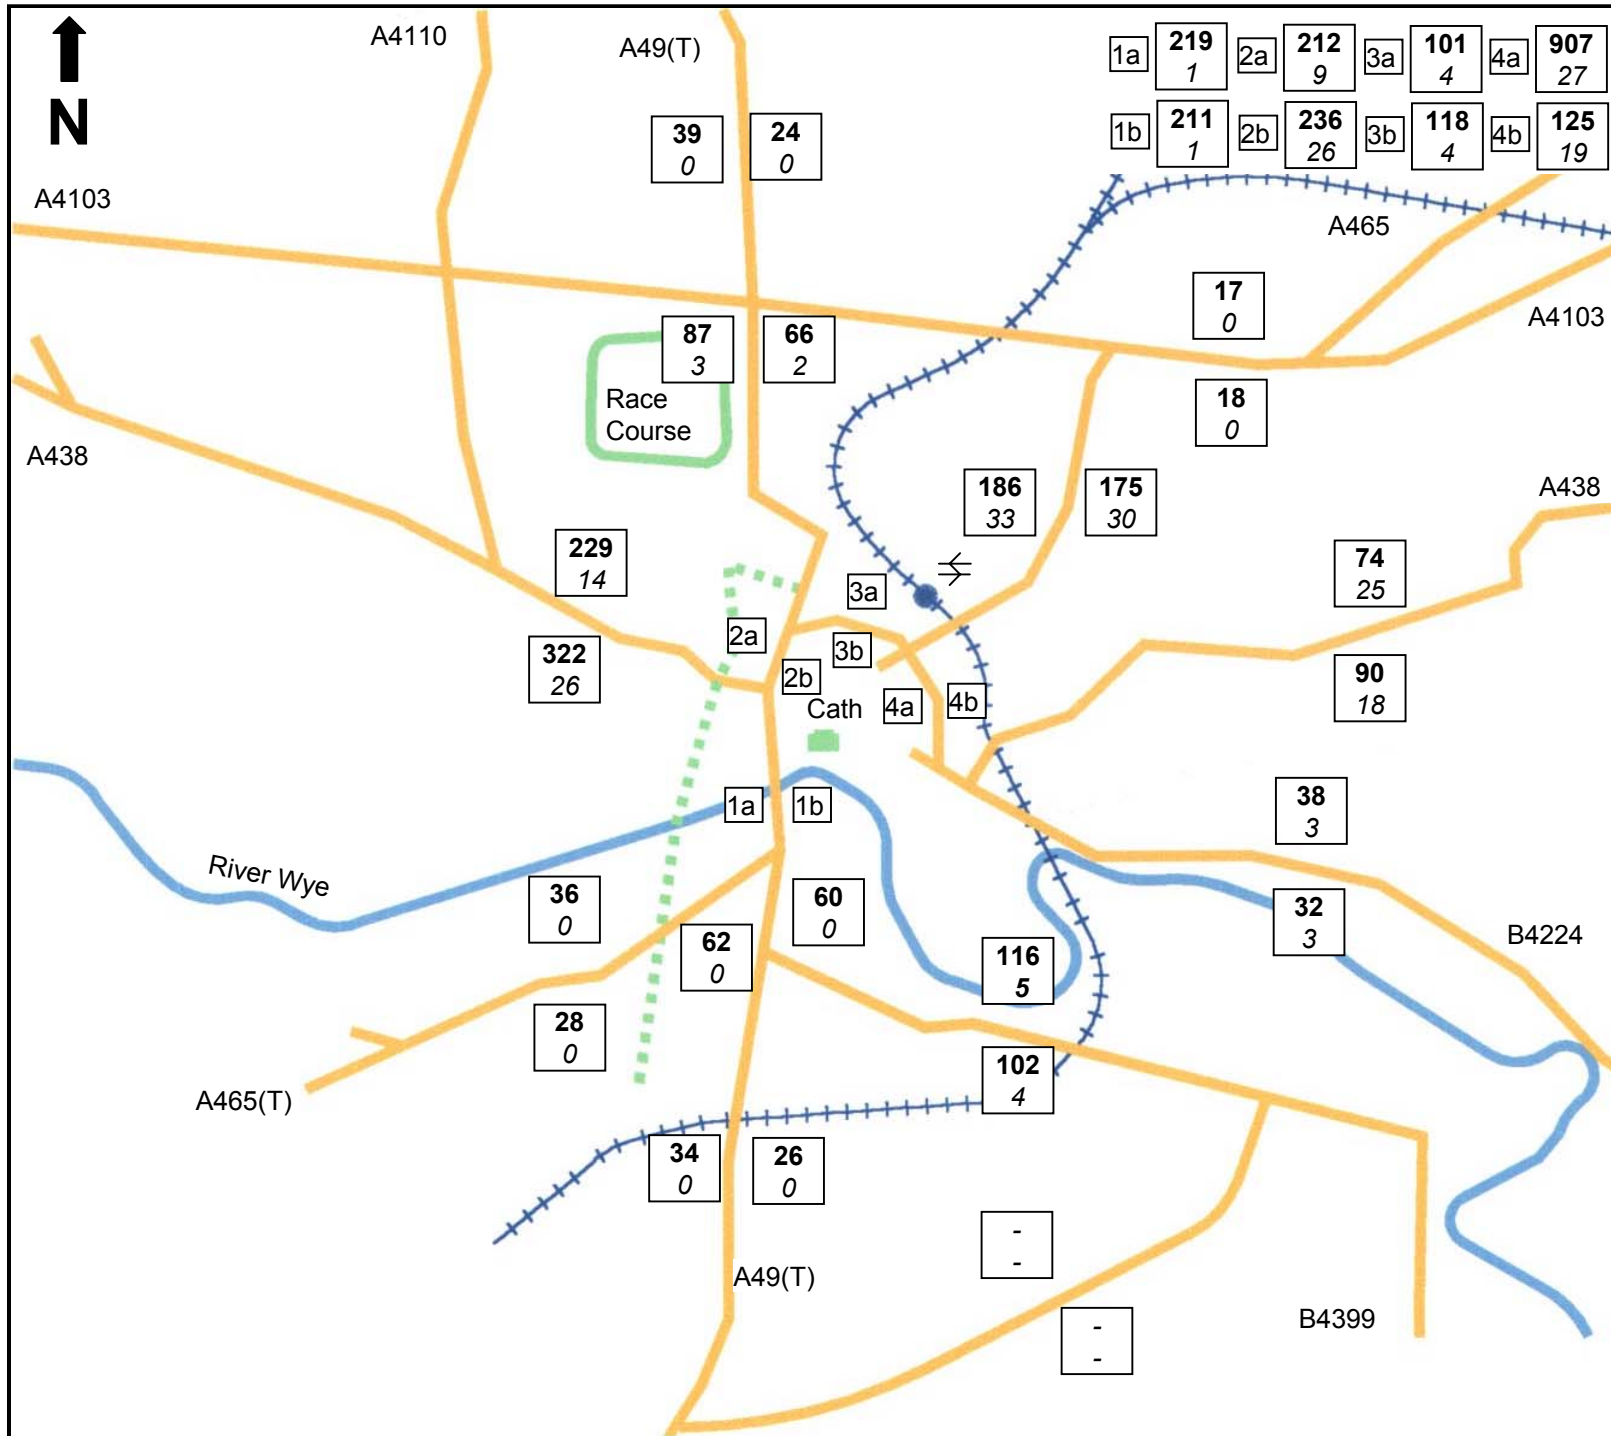 A4110
A49(T)
1a
219
1
2a
212
9
3a
101
4
4a
907
27
N
1b
211
1
2b
236
26
3b
118
4
4b
125
19
39
0
24
0
A4103
A465
17
0
A4103
87
3
66
2
Race
Course
18
0
A438
186
33
175
30
A438
229
14
74
25
3a
2a
3b
322
26
2b
90
18
Cath
4a
4b
1a
1b
38
3
River Wye
36
0
60
0
32
3
62
0
116
5
B4224
28
0
102
4
A465(T)
34
0
26
0
-
-
A49(T)
B4399
-
-